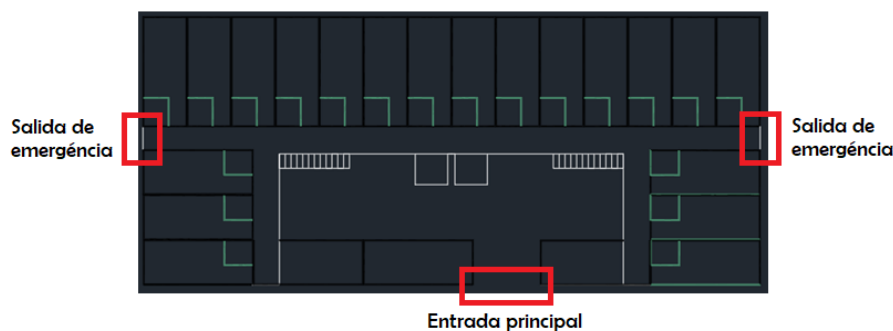 Salida de
emergéncia
Salida de
emergéncia
Entrada principal